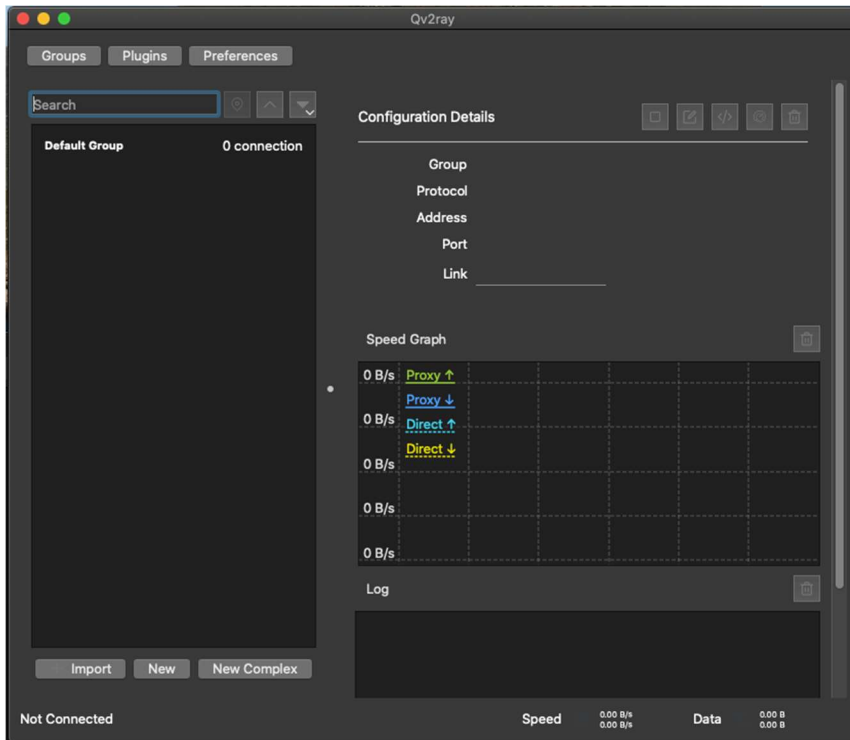 Qv2ray
Groups Plugins Preferences
Search
Default Group 0 connection
Import New New Complex
Configuration Details
Group
Protocol
Address
Port
Link
Speed Graph
0 B/s Proxy ↑
Proxy ↓
0 B/s Direct ↑
Direct ↓
0 B/s
0 B/s
0 B/s
Log
Not Connected Speed 0.00 B/s Data 0.00 B
0.00 B/s 0.00 B